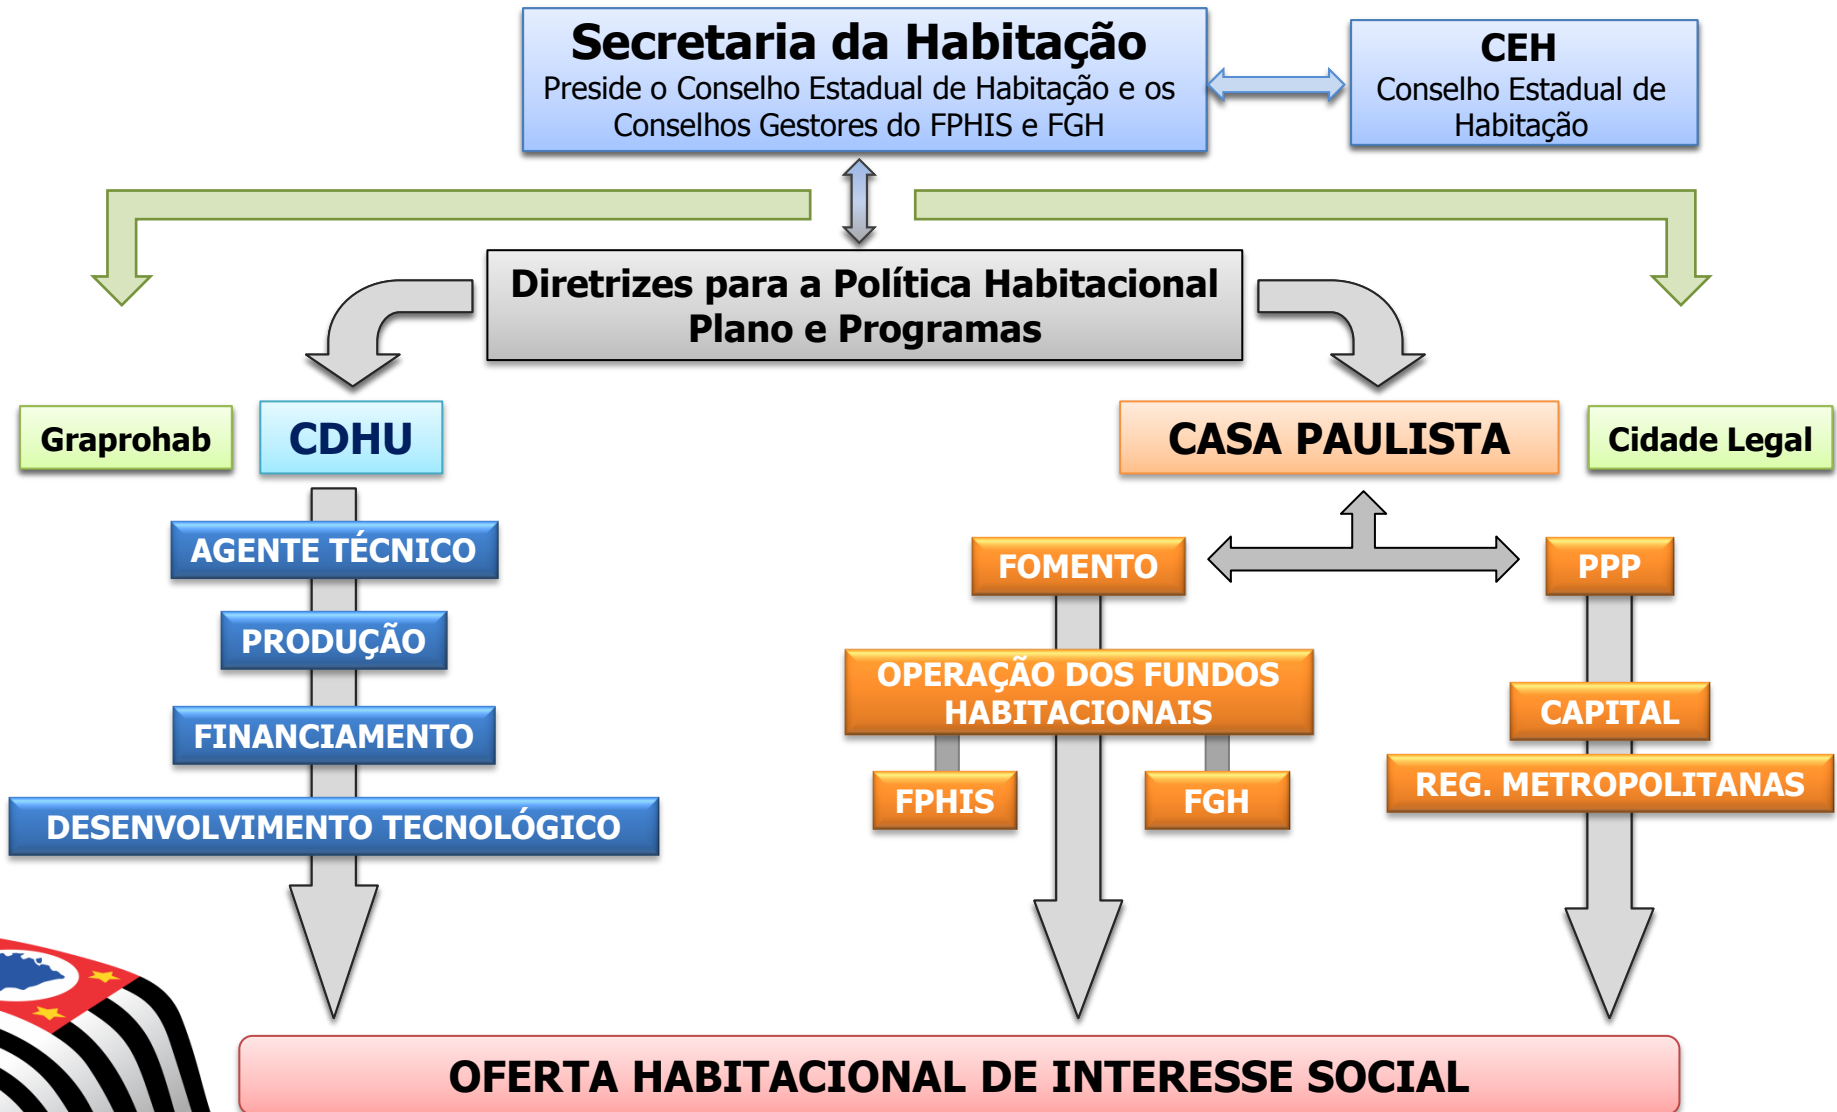 Secretaria da Habitação
Preside o Conselho Estadual de Habitação e os
Conselhos Gestores do FPHIS e FGH
CEH
Conselho Estadual de
Habitação
Diretrizes para a Política Habitacional
Plano e Programas
Graprohab
CDHU
CASA PAULISTA
Cidade Legal
AGENTE TÉCNICO
PRODUÇÃO
FINANCIAMENTO
DESENVOLVIMENTO TECNOLÓGICO
FOMENTO
OPERAÇÃO DOS FUNDOS
HABITACIONAIS
FPHIS
FGH
PPP
CAPITAL
REG. METROPOLITANAS
OFERTA HABITACIONAL DE INTERESSE SOCIAL